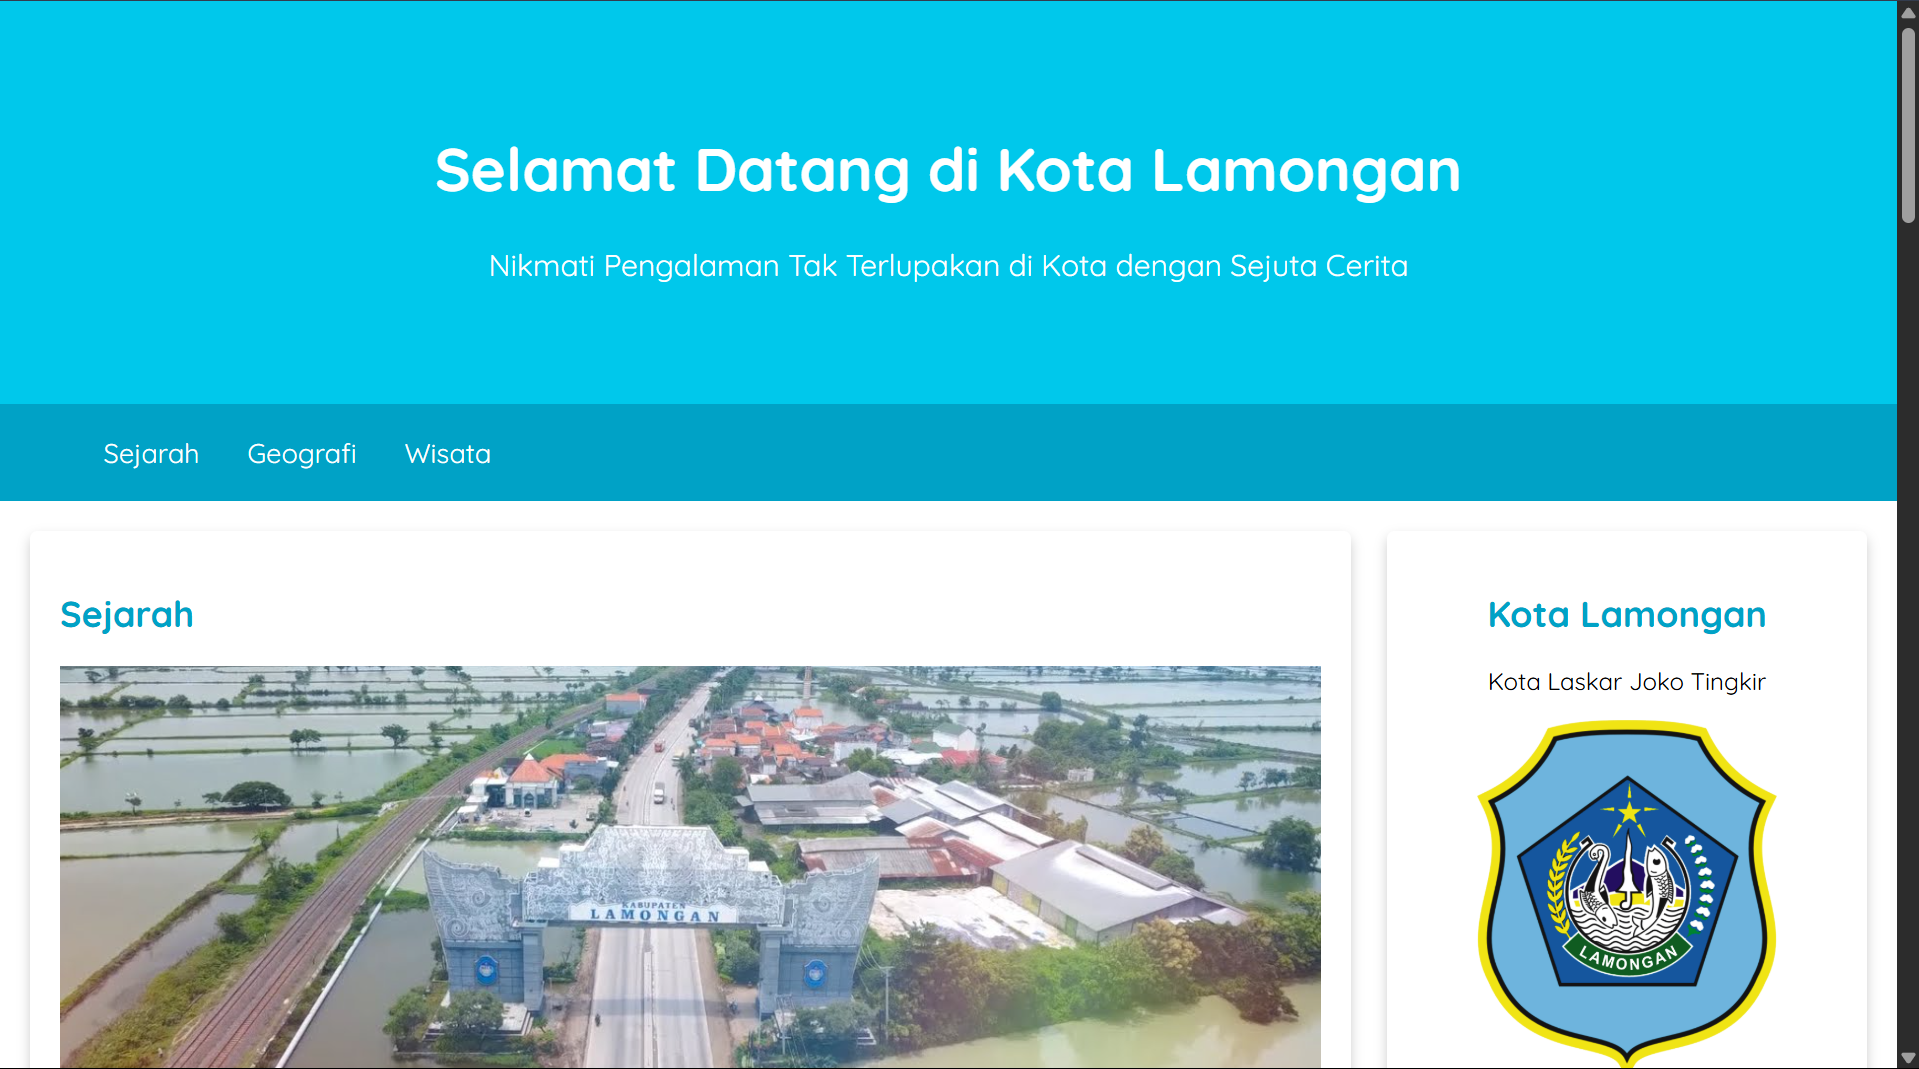 Selamat Datang di Kota Lamongan
Nikmati Pengalaman Tak Terlupakan di Kota dengan Sejuta Cerita
Sejarah
Geografi
Wisata
Sejarah
KABUPATEN
LAMONGAN
Kota Lamongan
Kota Laskar Joko Tingkir
LAMONGAN